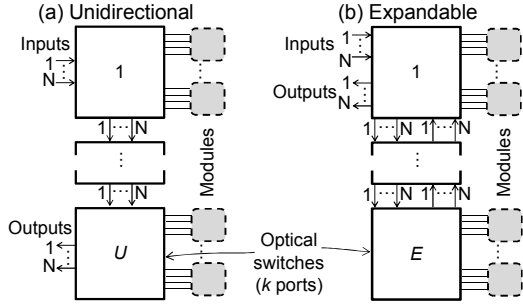 (a) Unidirectional
Inputs
1
N
1
1 ... N
...
1 ... N
Modules
Outputs
1
N
U
(b) Expandable
Inputs 1
N
Outputs 1
N
1
1 ... N 1 ... N
...
1 ... N 1 ... N
Modules
E
Optical
switches
(k ports)